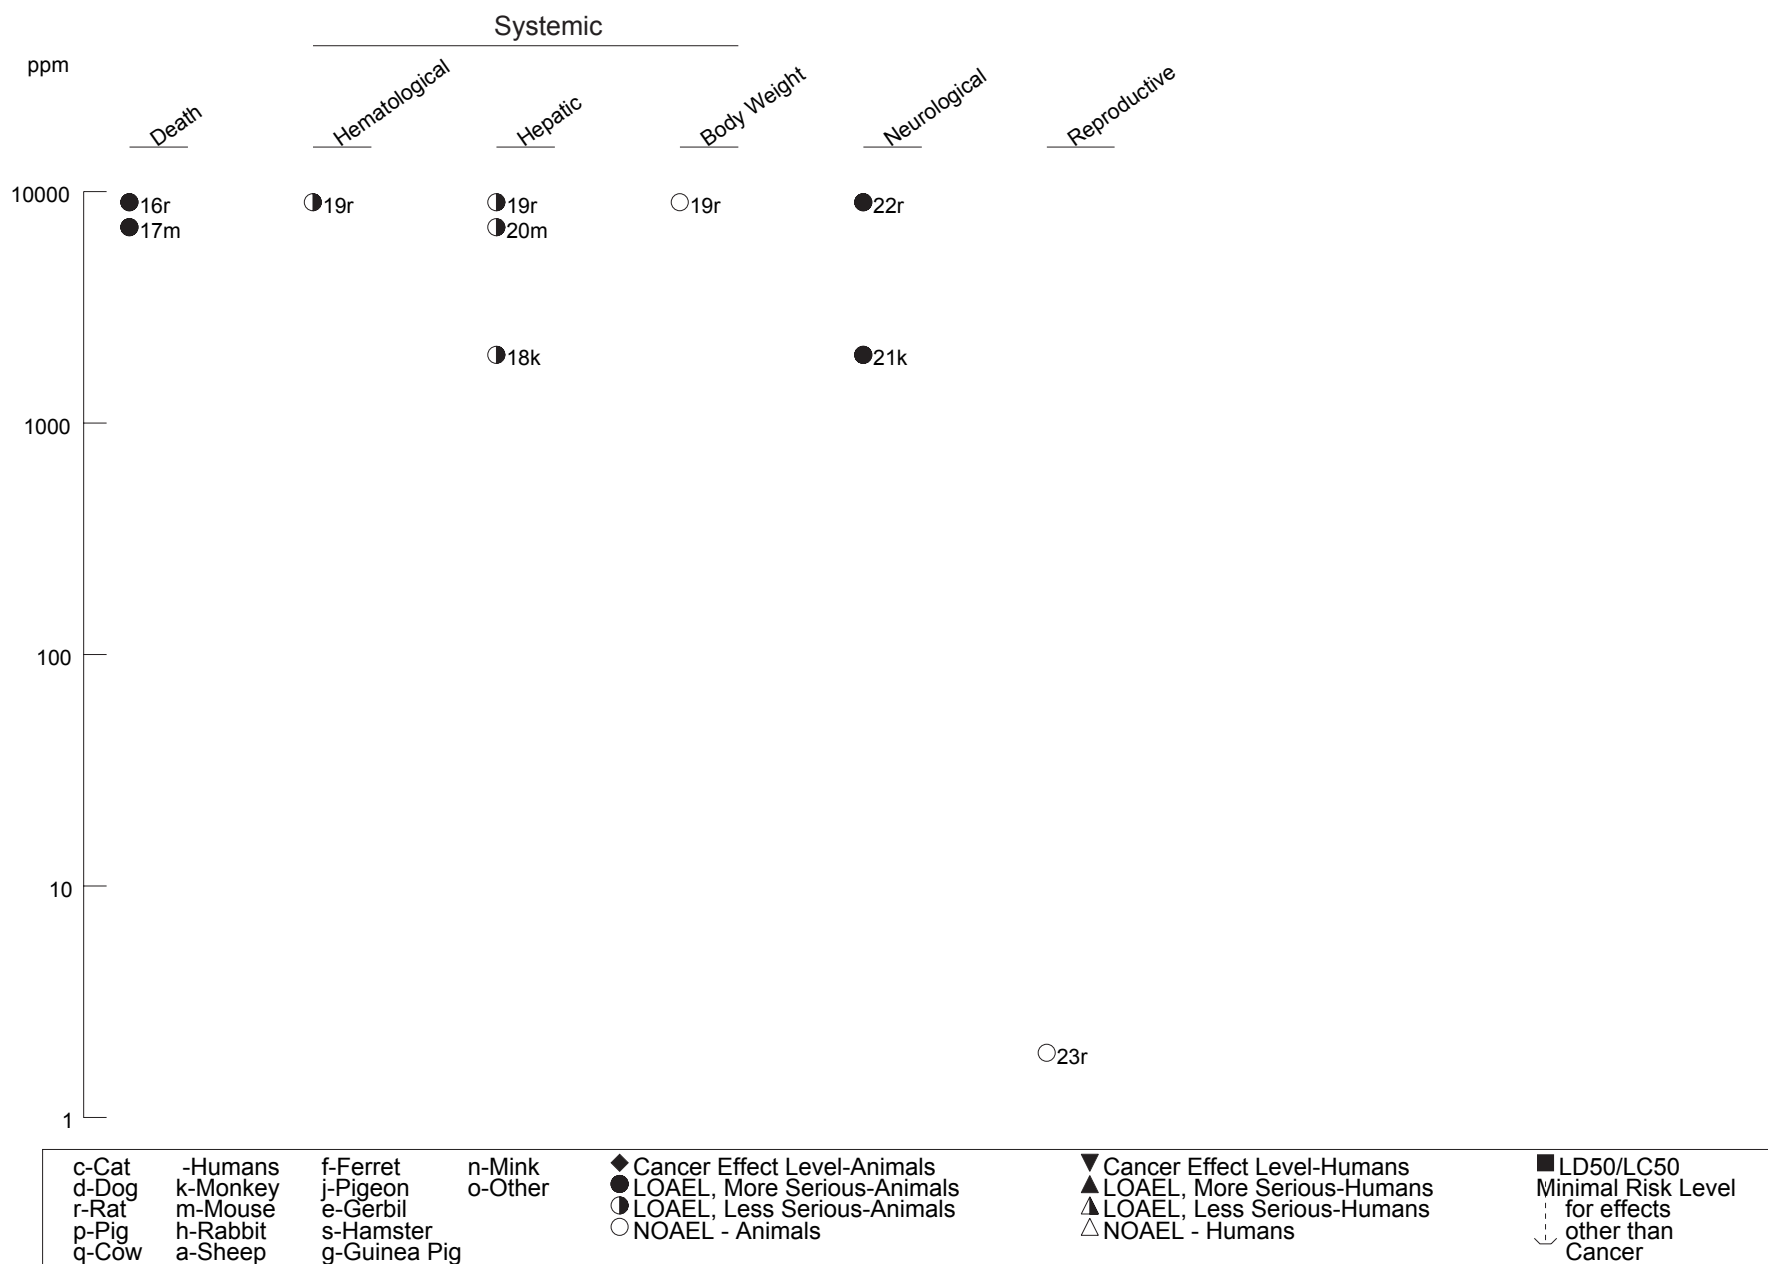 Systemic
ppm
Death Hematological Hepatic Body Weight Neurological Reproductive
10000
16r 19r 19r 19r 22r
17m 20m
18k 21k
1000
100
10
23r
1
c-Cat -Humans f-Ferret n-Mink Cancer Effect Level-Animals Cancer Effect Level-Humans LD50/LC50
d-Dog k-Monkey j-Pigeon o-Other LOAEL, More Serious-Animals LOAEL, More Serious-Humans Minimal Risk Level
r-Rat m-Mouse e-Gerbil LOAEL, Less Serious-Animals LOAEL, Less Serious-Humans for effects
p-Pig h-Rabbit s-Hamster NOAEL - Animals NOAEL - Humans other than
q-Cow a-Sheep g-Guinea Pig Cancer